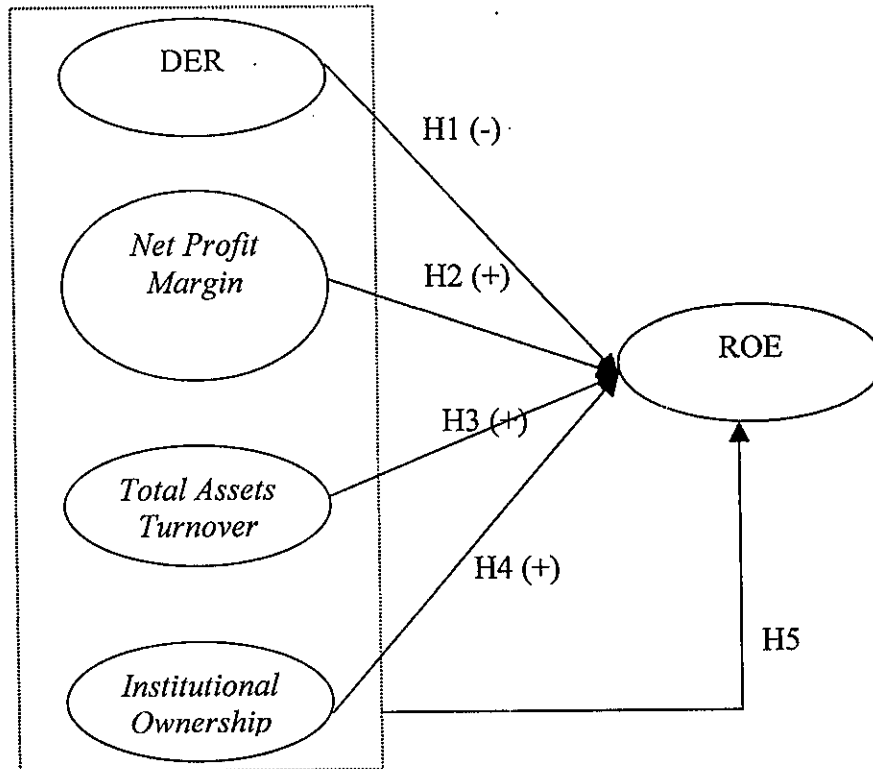 DER
H1 (-)
Net Profit
Margin
H2 (+)
ROE
H3 (+)
Total Assets
Turnover
H4 (+)
H5
Institutional
Ownership